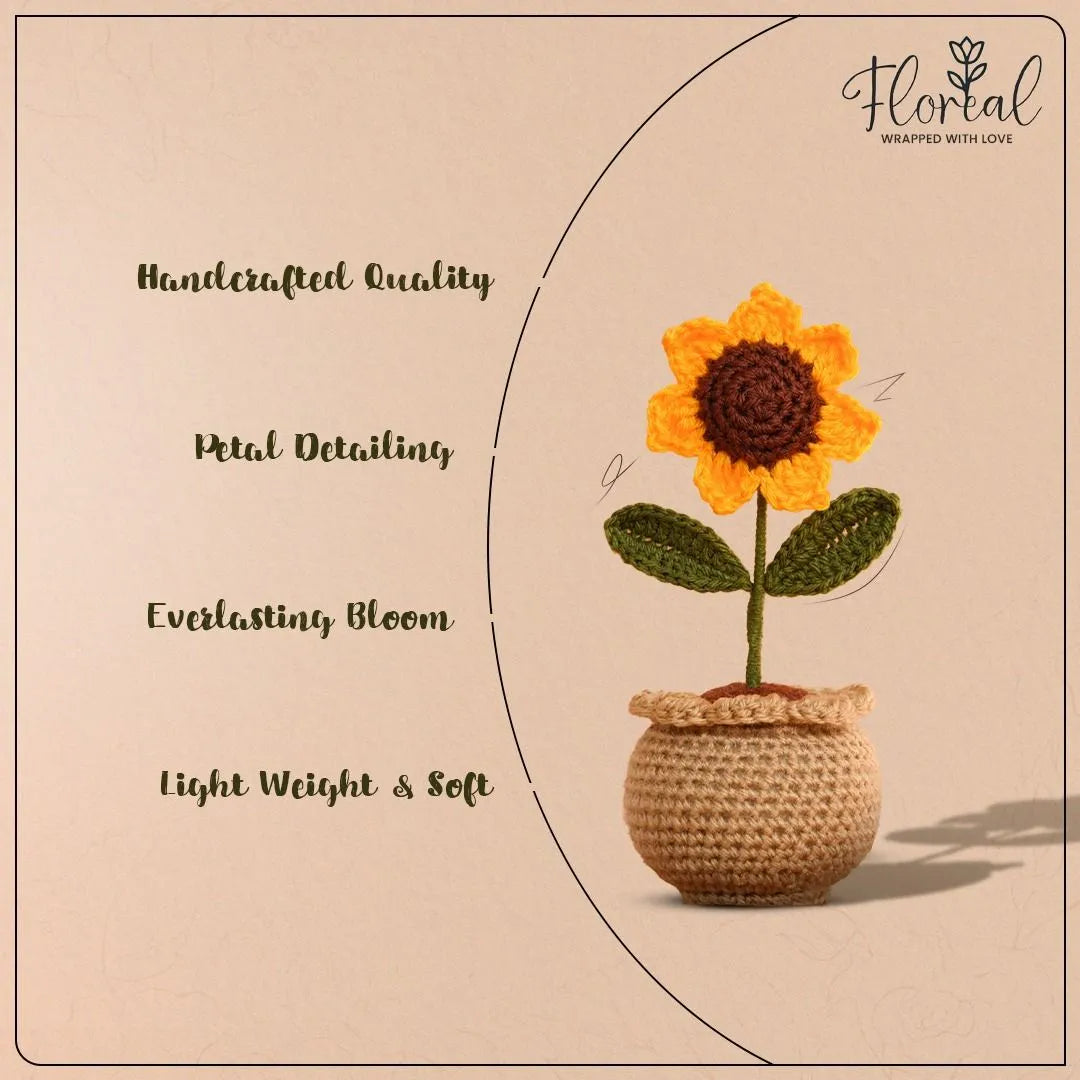 Floreal
WRAPPED WITH LOVE
Handcrafted Quality
Petal Detailing
Everlasting Bloom
Light Weight & Soft